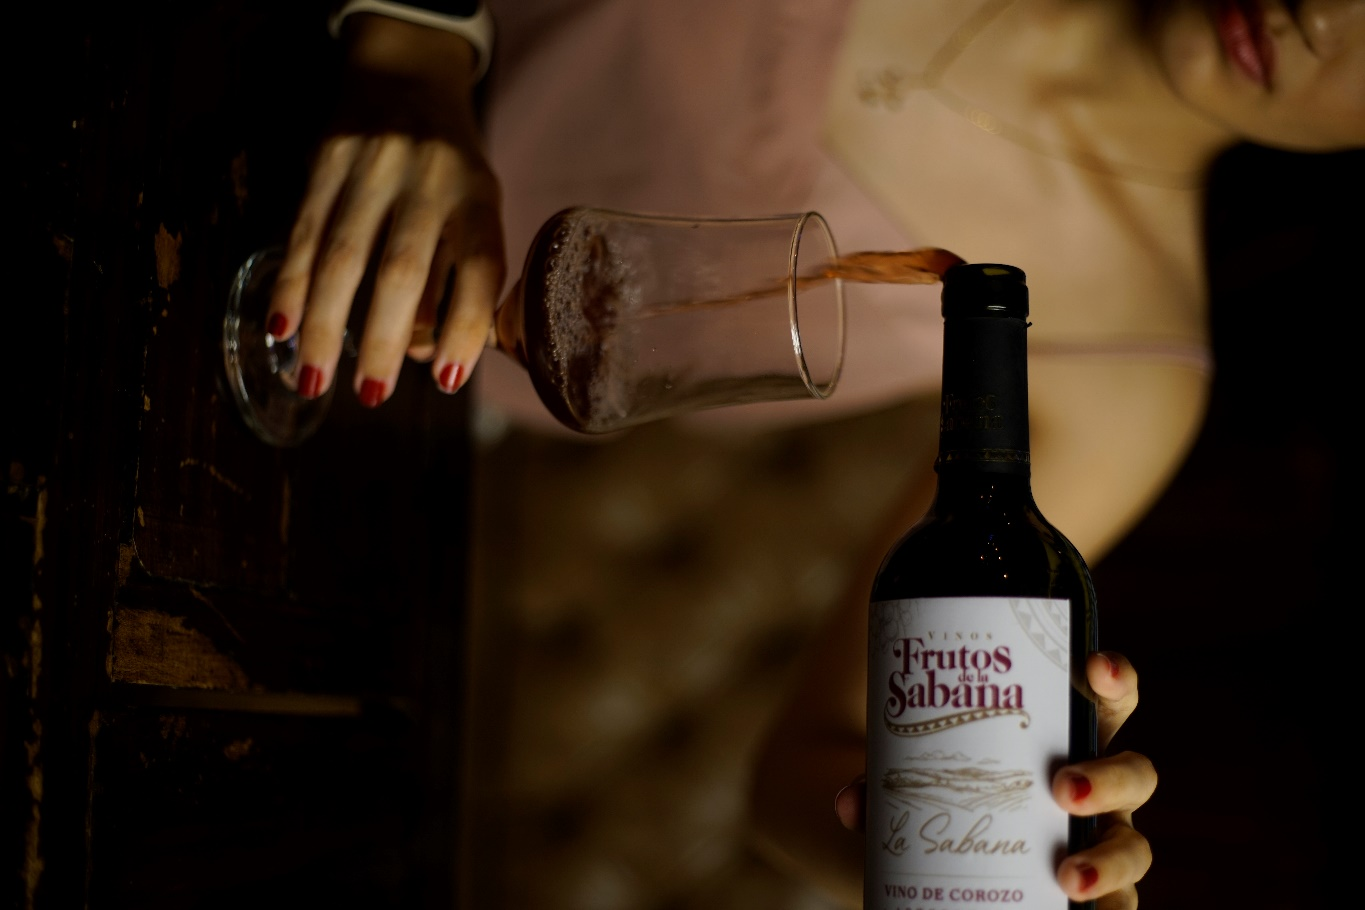 VINOS
Frutos
de la
Sabana
La Sabana
VINO DE COROZO